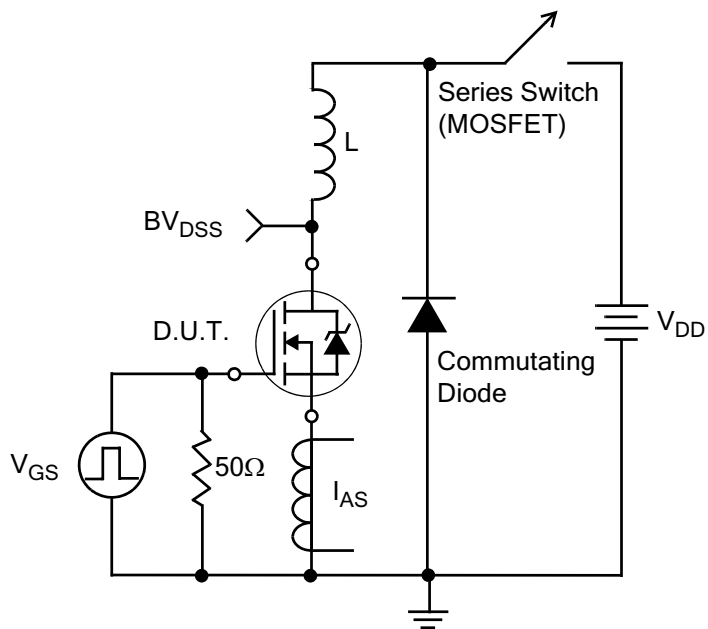 Series Switch
(MOSFET)
L
BVDSS
D.U.T.
VDD
Commutating
Diode
VGS
50Ω
IAS